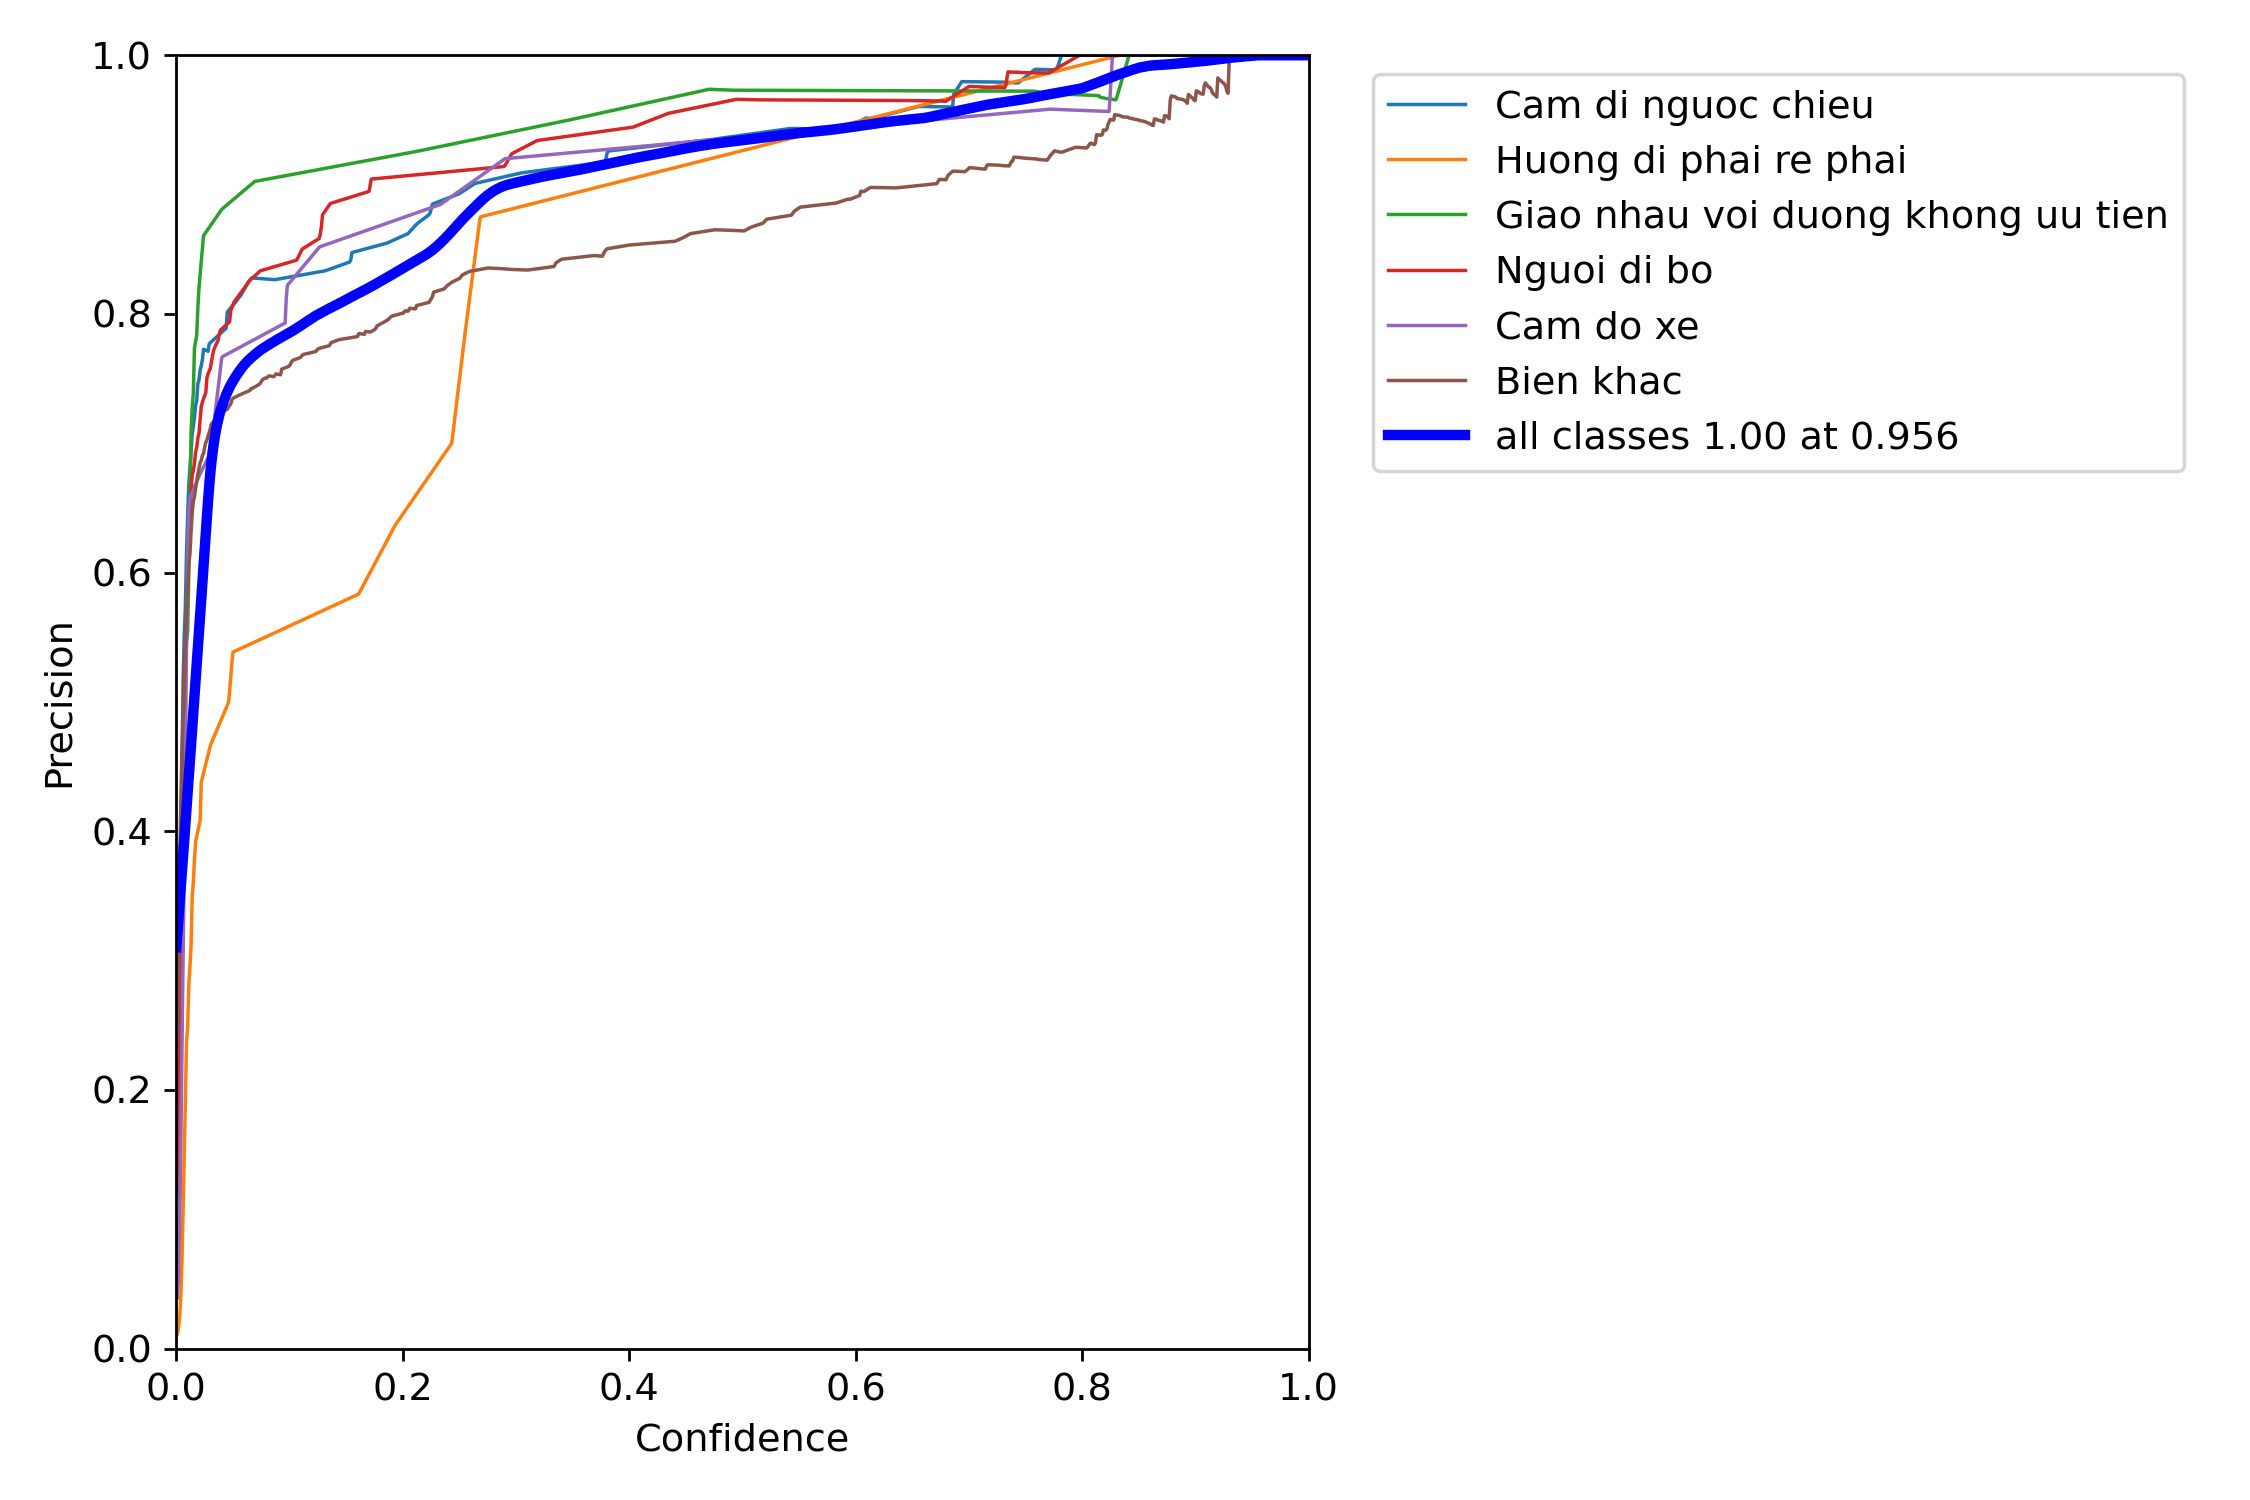 1.0
0.8
0.6
0.4
0.2
0.0
Precision
0.0 0.2 0.4 0.6 0.8 1.0
Confidence
Cam di nguoc chieu
Huong di phai re phai
Giao nhau voi duong khong uu tien
Nguoi di bo
Cam do xe
Bien khac
all classes 1.00 at 0.956